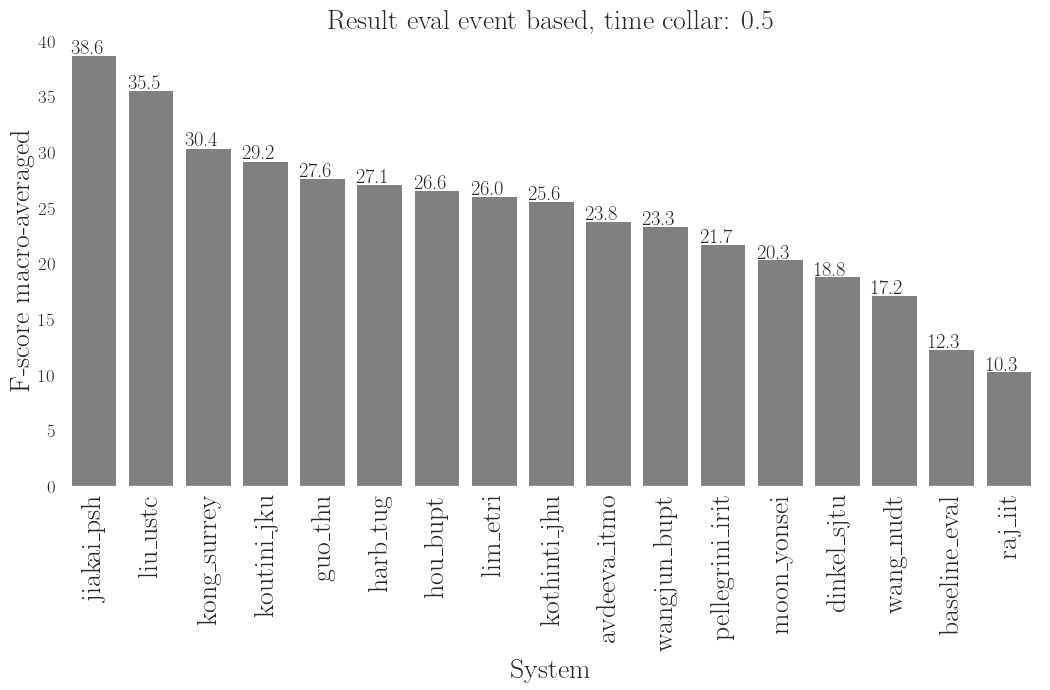 Result eval event based, time collar: 0.5
F-score macro-averaged
40
35
30
25
20
15
10
5
0
38.6
35.5
30.4
29.2
27.6
27.1
26.6
26.0
25.6
23.8
23.3
21.7
20.3
18.8
17.2
12.3
10.3
jiakai_psh
liu_ustc
kong_surrey
koutini_jku
guo_thu
harb_tug
hou_bupt
lim_etri
kothinti_jhu
avdeeva_itmo
wangjun_bupt
pellegrini_irit
moon_yonsei
dinkel_sjtu
wang_nudt
baseline_eval
raj_iit
System